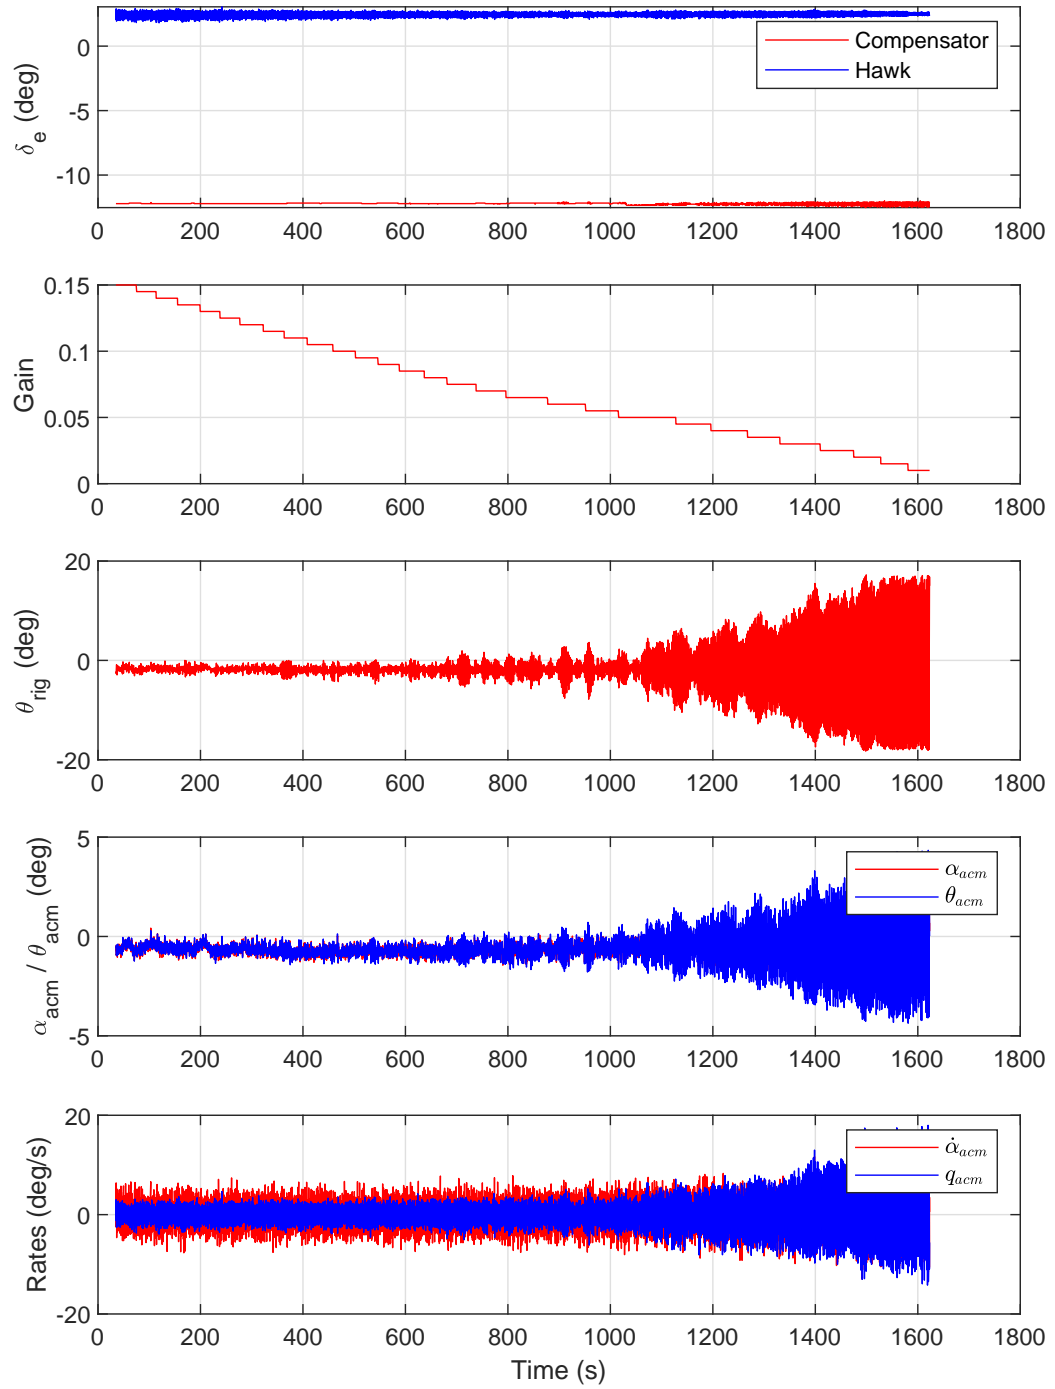 0
-5
-10
δe (deg)
Compensator
Hawk
0 200 400 600 800 1000 1200 1400 1600 1800
0.15
0.1
0.05
0
Gain
0 200 400 600 800 1000 1200 1400 1600 1800
20
0
-20
θrig (deg)
0 200 400 600 800 1000 1200 1400 1600 1800
5
0
-5
αacm / θacm (deg)
αacm
θacm
0 200 400 600 800 1000 1200 1400 1600 1800
20
0
-20
Rates (deg/s)
α̇acm
qacm
0 200 400 600 800 1000 1200 1400 1600 1800
Time (s)